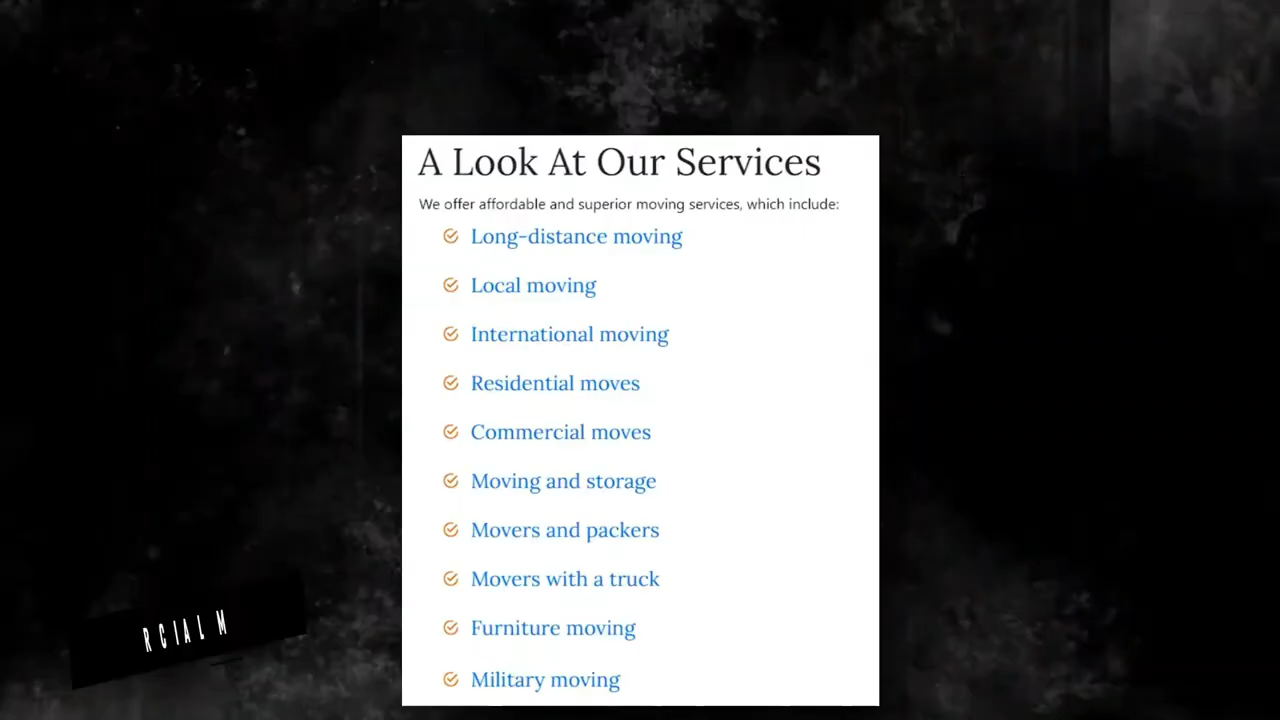 A Look At Our Services
We offer affordable and superior moving services, which include:
Long-distance moving
Local moving
International moving
Residential moves
Commercial moves
Moving and storage
Movers and packers
Movers with a truck
Furniture moving
Military moving
RCIAL M